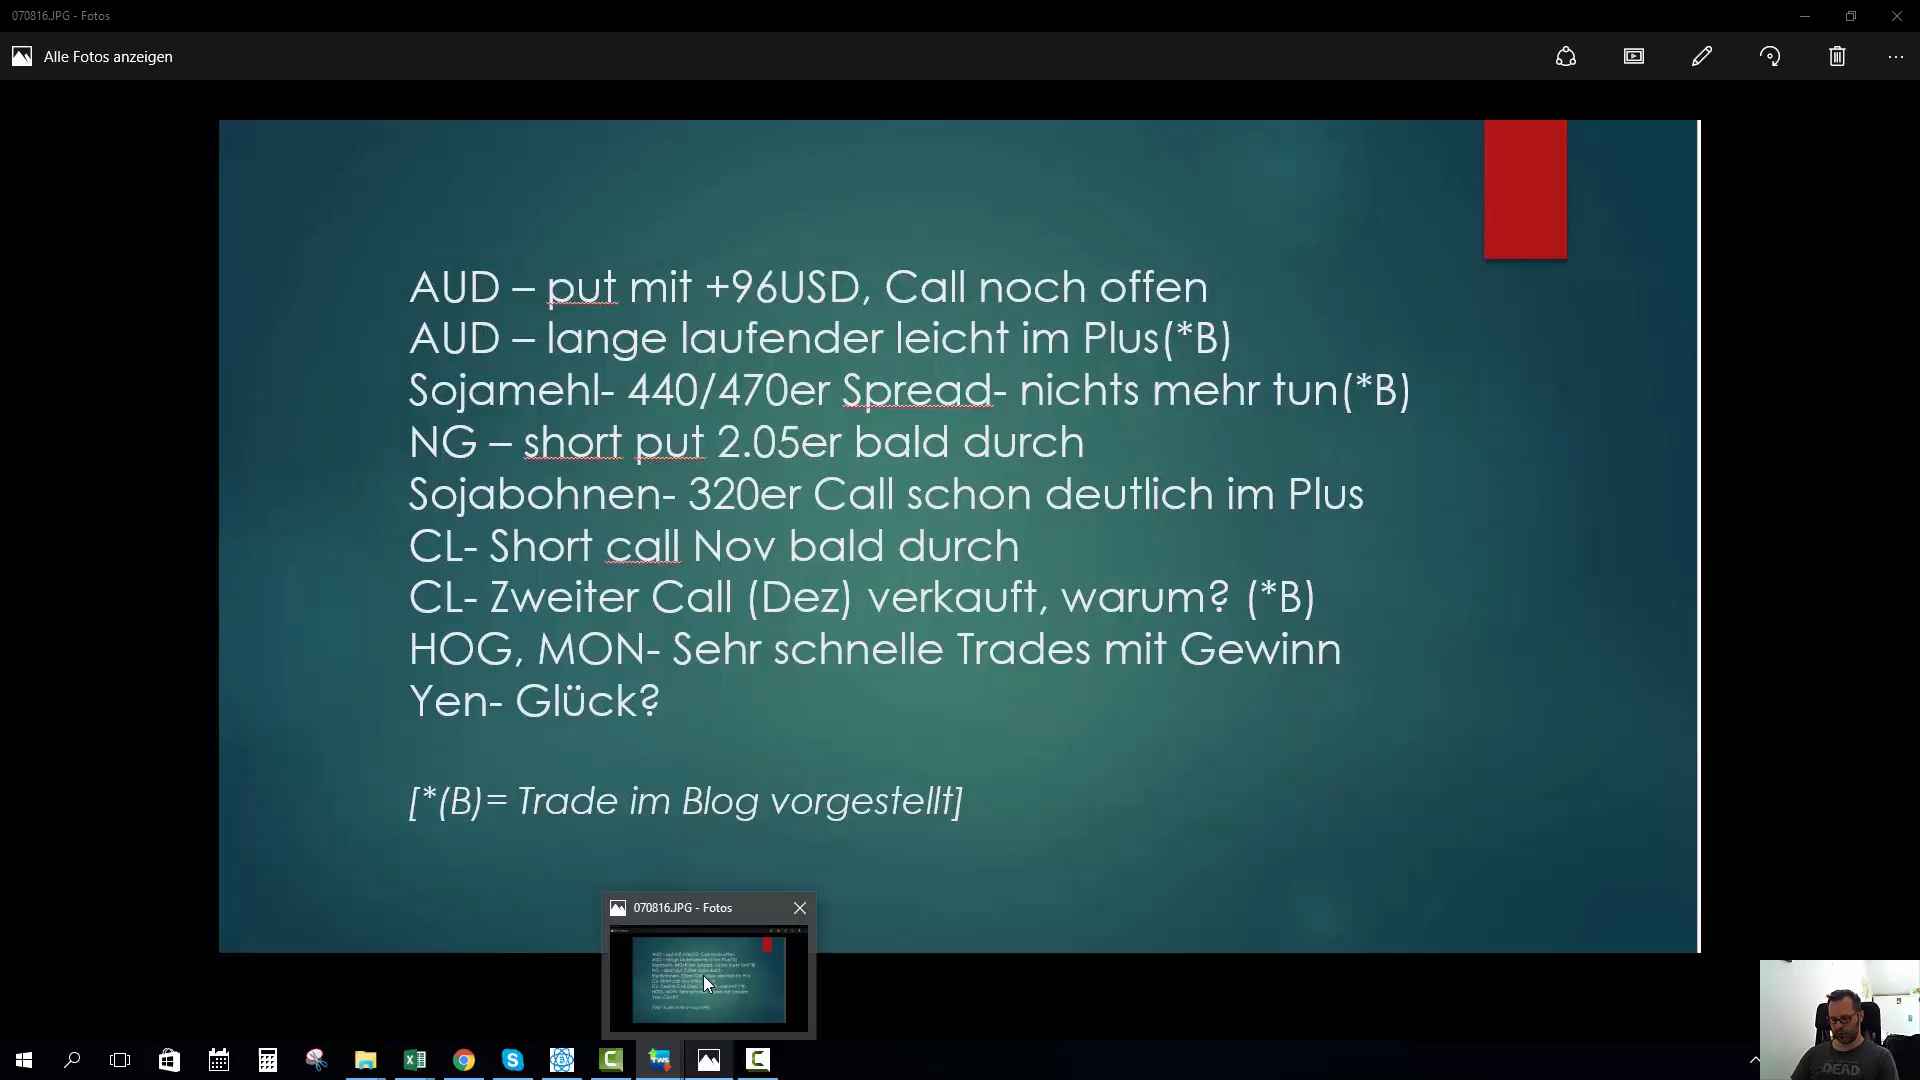 070816.JPG - Fotos
Alle Fotos anzeigen
AUD – put mit +96USD, Call noch offen
AUD – lange laufender leicht im Plus(*B)
Sojamehl- 440/470er Spread- nichts mehr tun(*B)
NG – short put 2.05er bald durch
Sojabohnen- 320er Call schon deutlich im Plus
CL- Short call Nov bald durch
CL- Zweiter Call (Dez) verkauft, warum? (*B)
HOG, MON- Sehr schnelle Trades mit Gewinn
Yen- Glück?
[*(B)= Trade im Blog vorgestellt]
070816.JPG - Fotos
TWS
DEAD